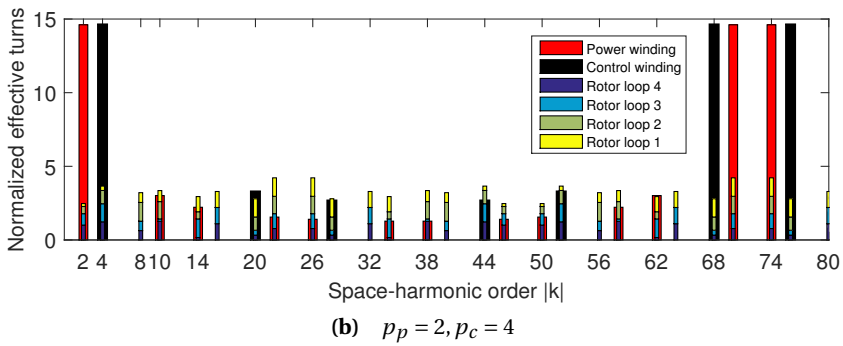 Normalized effective turns
15
10
5
0
Power winding
Control winding
Rotor loop 4
Rotor loop 3
Rotor loop 2
Rotor loop 1
2 4 8 10 14 20 26 32 38 44 50 56 62 68 74 80
Space-harmonic order |k|
(b) p_p = 2, p_c = 4